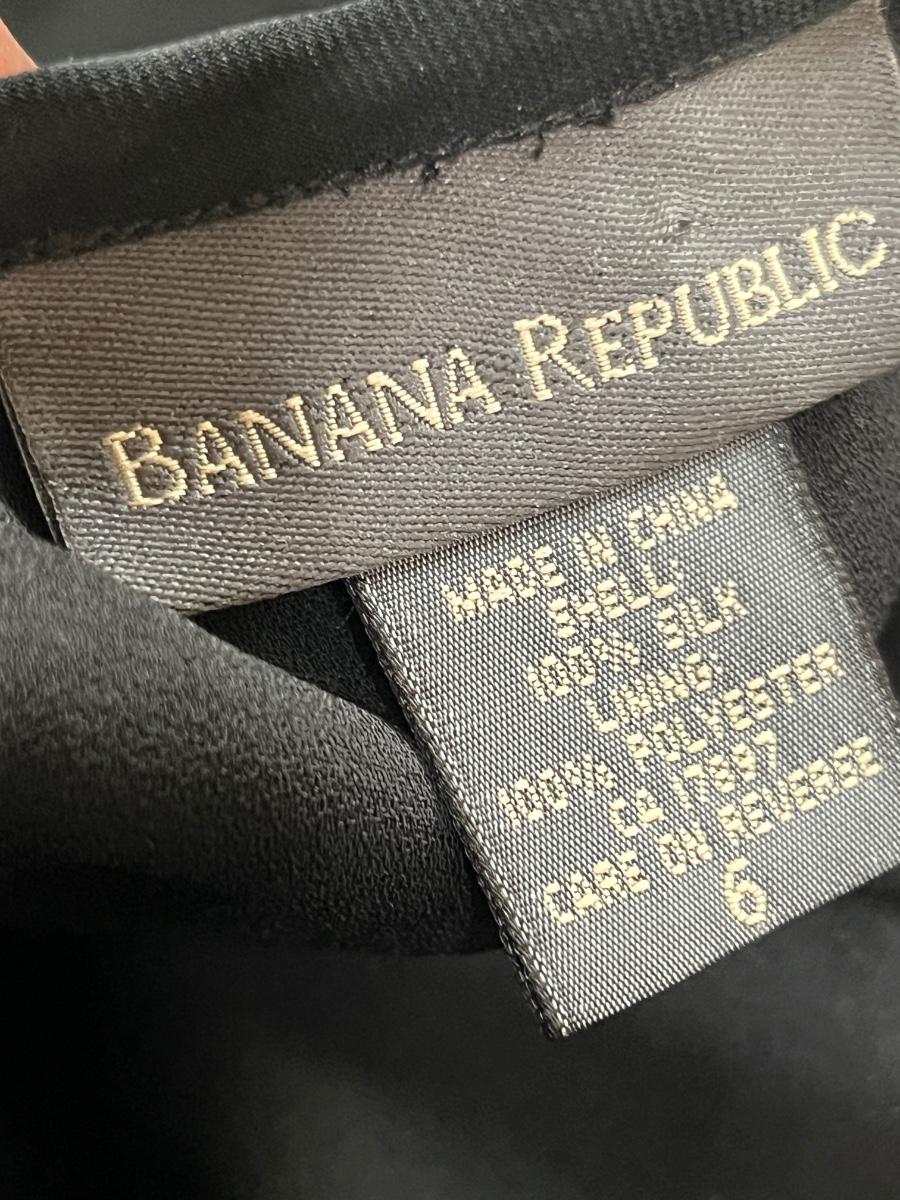 BANANA REPUBLIC
MADE IN CHINA
SHELL:
100% SILK
LINING:
100% POLYESTER
CA 17897
CARE ON REVERSE
6